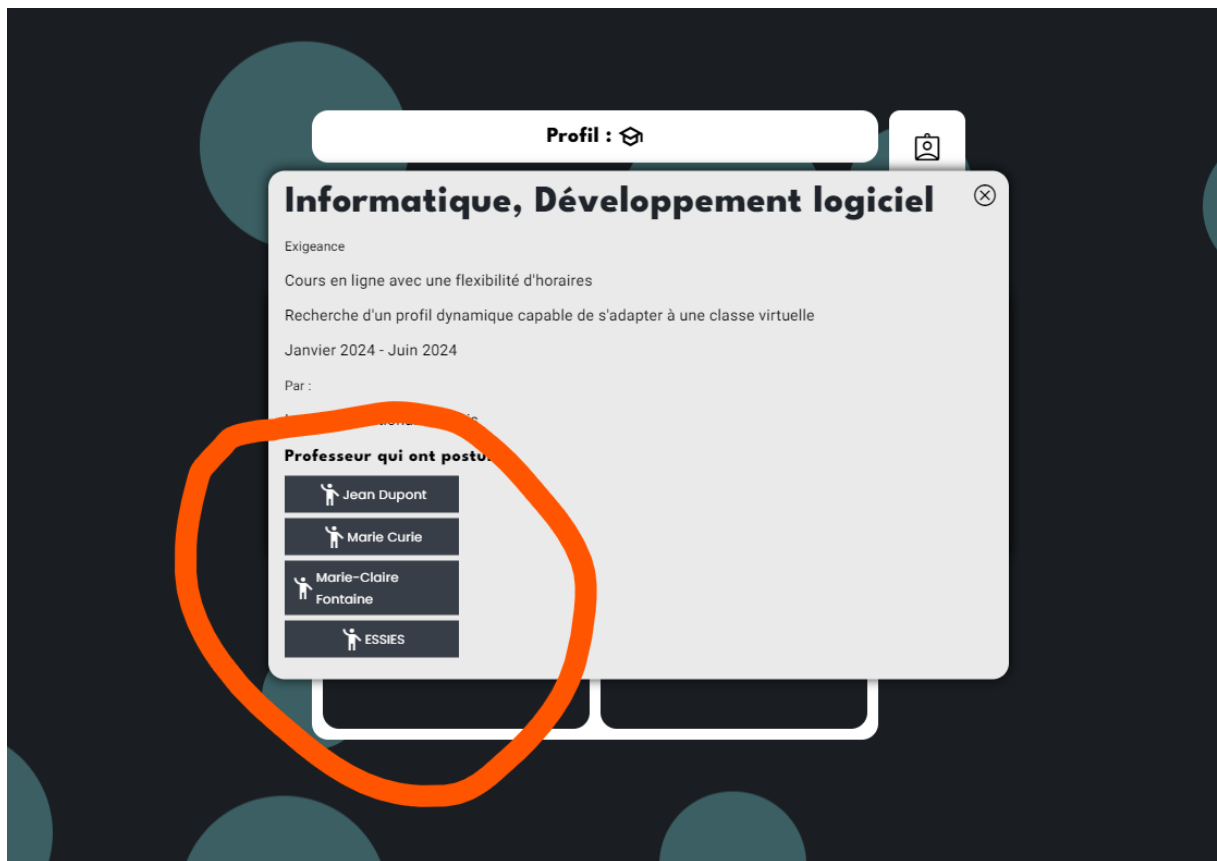 Profil :
Informatique, Développement logiciel
Exigeance
Cours en ligne avec une flexibilité d'horaires
Recherche d'un profil dynamique capable de s'adapter à une classe virtuelle
Janvier 2024 - Juin 2024
Par :
Professeur qui ont
Jean Dupont
Marie Curie
Marie-Claire
Fontaine
ESSIES